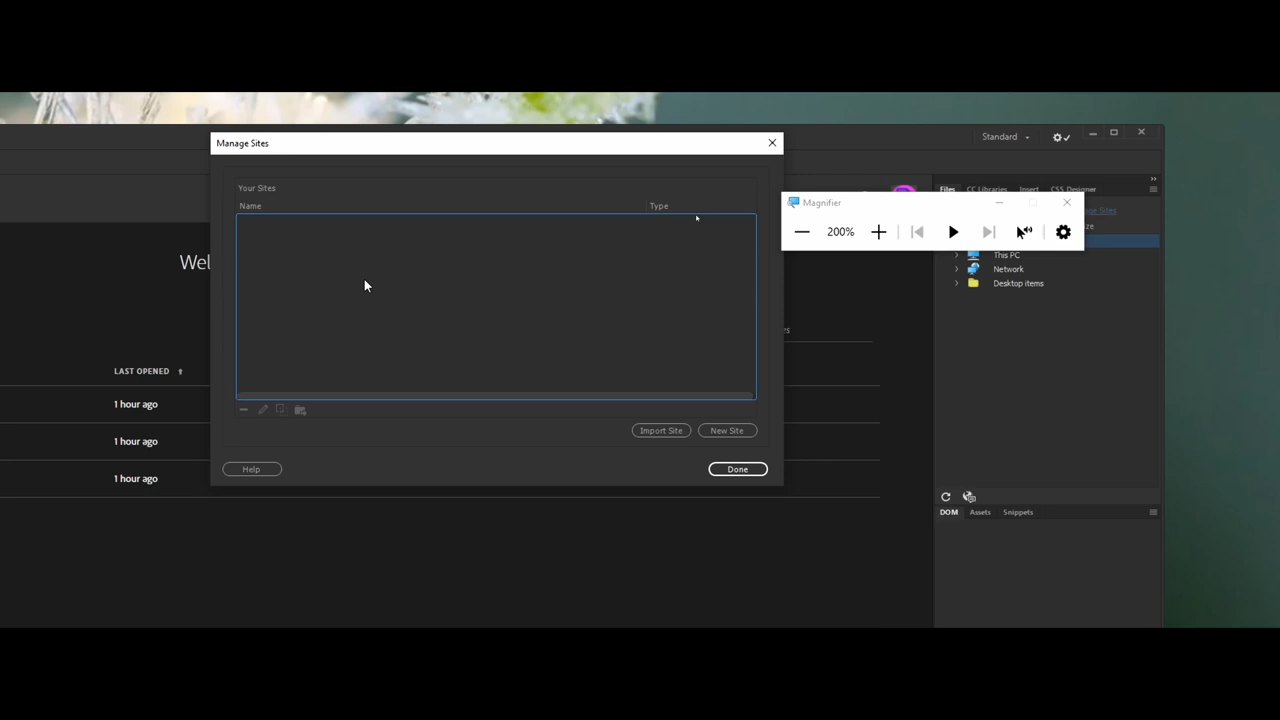 Standard
Manage Sites
Your Sites
Name
Type
Files
CC Libraries
Insert
CSS Designer
Magnifier
200%
This PC
Network
Desktop items
Wel
LAST OPENED
1 hour ago
1 hour ago
1 hour ago
Import Site
New Site
Help
Done
DOM
Assets
Snippets